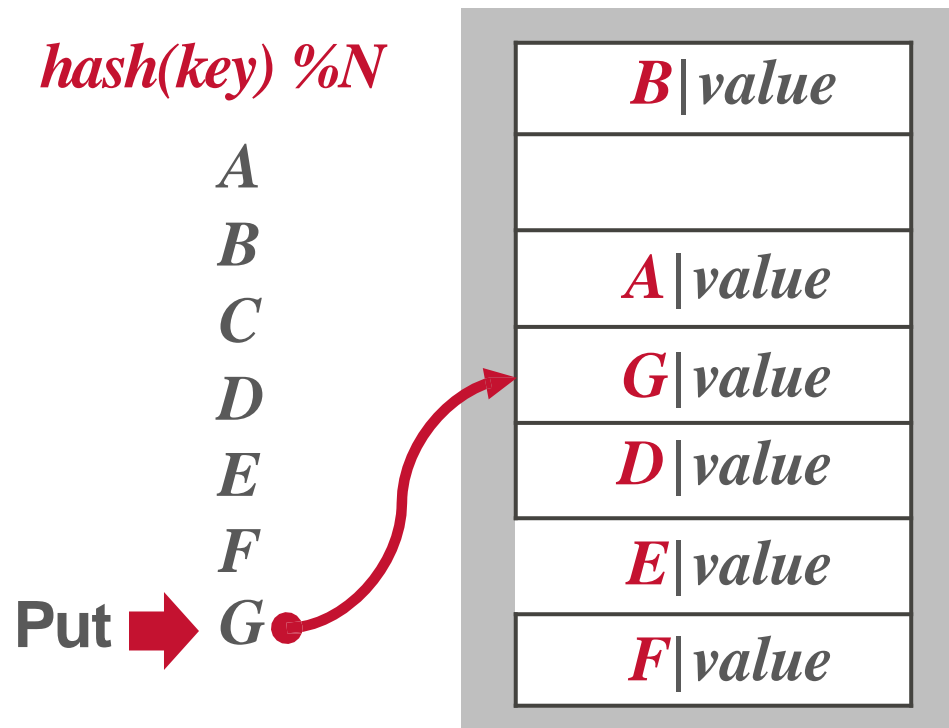 hash(key) %N
A
B
C
D
E
F
Put G
B|value
A|value
G|value
D|value
E|value
F|value